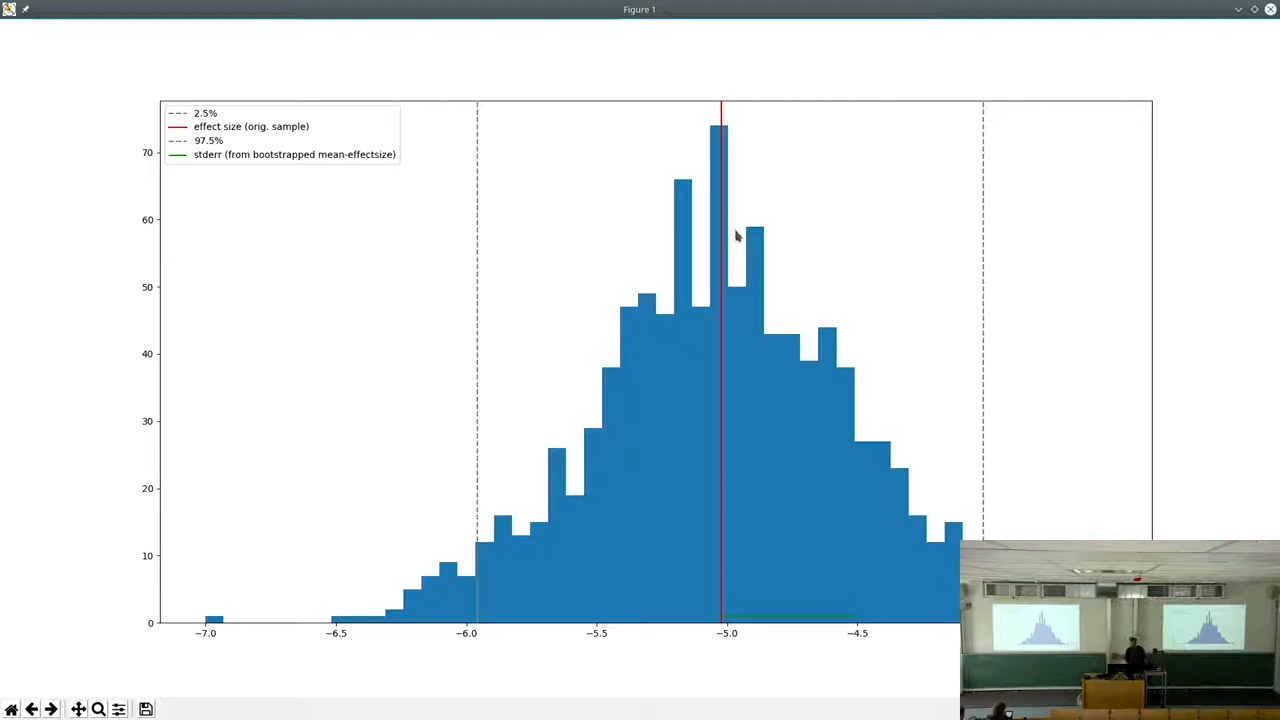 Figure 1
2.5%
effect size (orig. sample)
97.5%
stderr (from bootstrapped mean-effectsize)
70
60
50
40
30
20
10
0
−7.0 −6.5 −6.0 −5.5 −5.0 −4.5